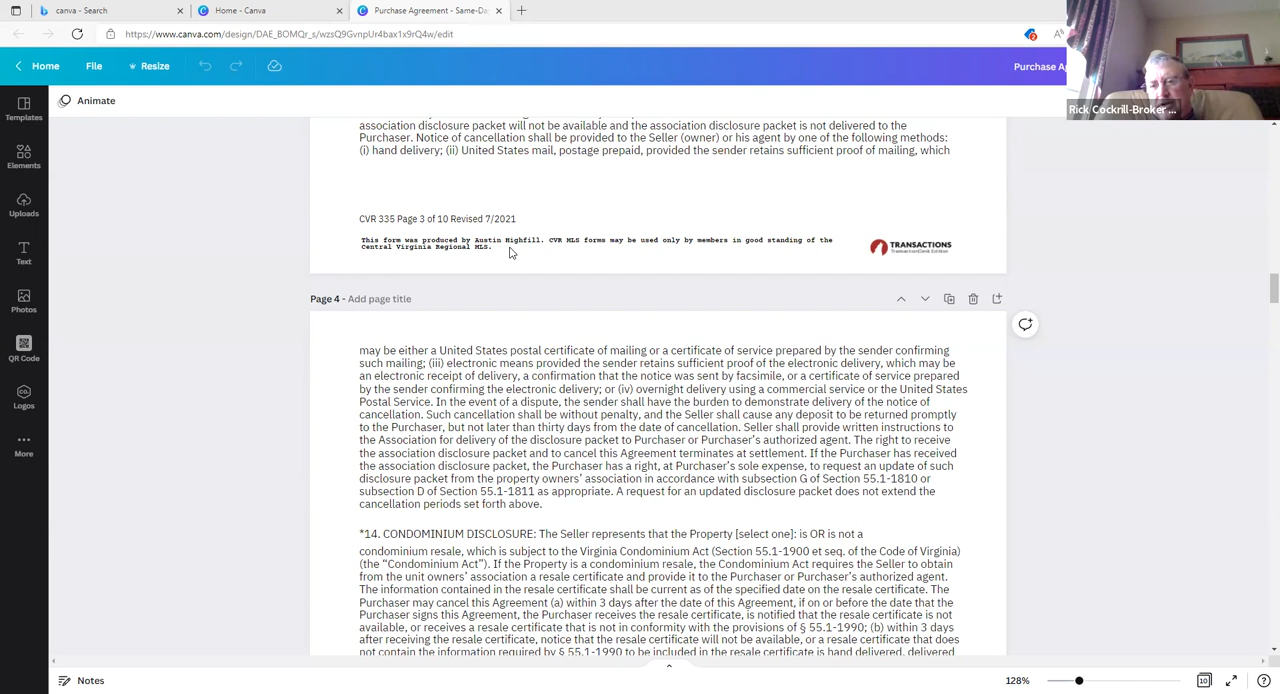 canva - Search
Home - Canva
Purchase Agreement - Same-Da
https://www.canva.com/design/DAE_BOMQr_s/wzsQ9GvnpUr4bax1x9rQ4w/edit
2
Home File Resize Purchase Ag
Rick Cockrill-Broker ...
Templates
Elements
Uploads
Text
Photos
QR Code
Logos
More
Animate
association disclosure packet will not be available and the association disclosure packet is not delivered to the
Purchaser. Notice of cancellation shall be provided to the Seller (owner) or his agent by one of the following methods:
(i) hand delivery; (ii) United States mail, postage prepaid, provided the sender retains sufficient proof of mailing, which
CVR 335 Page 3 of 10 Revised 7/2021
This form was produced by Austin Highfill. CVR MLS forms may be used only by members in good standing of the
Central Virginia Regional MLS.
TRANSACTIONS
Page 4 - Add page title
may be either a United States postal certificate of mailing or a certificate of service prepared by the sender confirming
such mailing; (iii) electronic means provided the sender retains sufficient proof of the electronic delivery, which may be
an electronic receipt of delivery, a confirmation that the notice was sent by facsimile, or a certificate of service prepared
by the sender confirming the electronic delivery; or (iv) overnight delivery using a commercial service or the United States
Postal Service. In the event of a dispute, the sender shall have the burden to demonstrate delivery of the notice of
cancellation. Such cancellation shall be without penalty, and the Seller shall cause any deposit to be returned promptly
to the Purchaser, but not later than thirty days from the date of cancellation. Seller shall provide written instructions to
the Association for delivery of the disclosure packet to Purchaser or Purchaser's authorized agent. The right to receive
the association disclosure packet and to cancel this Agreement terminates at settlement. If the Purchaser has received
the association disclosure packet, the Purchaser has a right, at Purchaser's sole expense, to request an update of such
disclosure packet from the property owners' association in accordance with subsection G of Section 55.1-1810 or
subsection D of Section 55.1-1811 as appropriate. A request for an updated disclosure packet does not extend the
cancellation periods set forth above.
*14. CONDOMINIUM DISCLOSURE: The Seller represents that the Property [select one]: is OR is not a
condominium resale, which is subject to the Virginia Condominium Act (Section 55.1-1900 et seq. of the Code of Virginia)
(the "Condominium Act"). If the Property is a condominium resale, the Condominium Act requires the Seller to obtain
from the unit owners' association a resale certificate and provide it to the Purchaser or Purchaser's authorized agent.
The information contained in the resale certificate shall be current as of the specified date on the resale certificate. The
Purchaser may cancel this Agreement (a) within 3 days after the date of this Agreement, if on or before the date that the
Purchaser signs this Agreement, the Purchaser receives the resale certificate, is notified that the resale certificate is not
available, or receives a resale certificate that is not in conformity with the provisions of § 55.1-1990; (b) within 3 days
after receiving the resale certificate, notice that the resale certificate will not be available, or a resale certificate that does
not contain the information required by § 55.1-1990 to be included in the resale certificate is hand delivered, delivered
Notes
128%
10